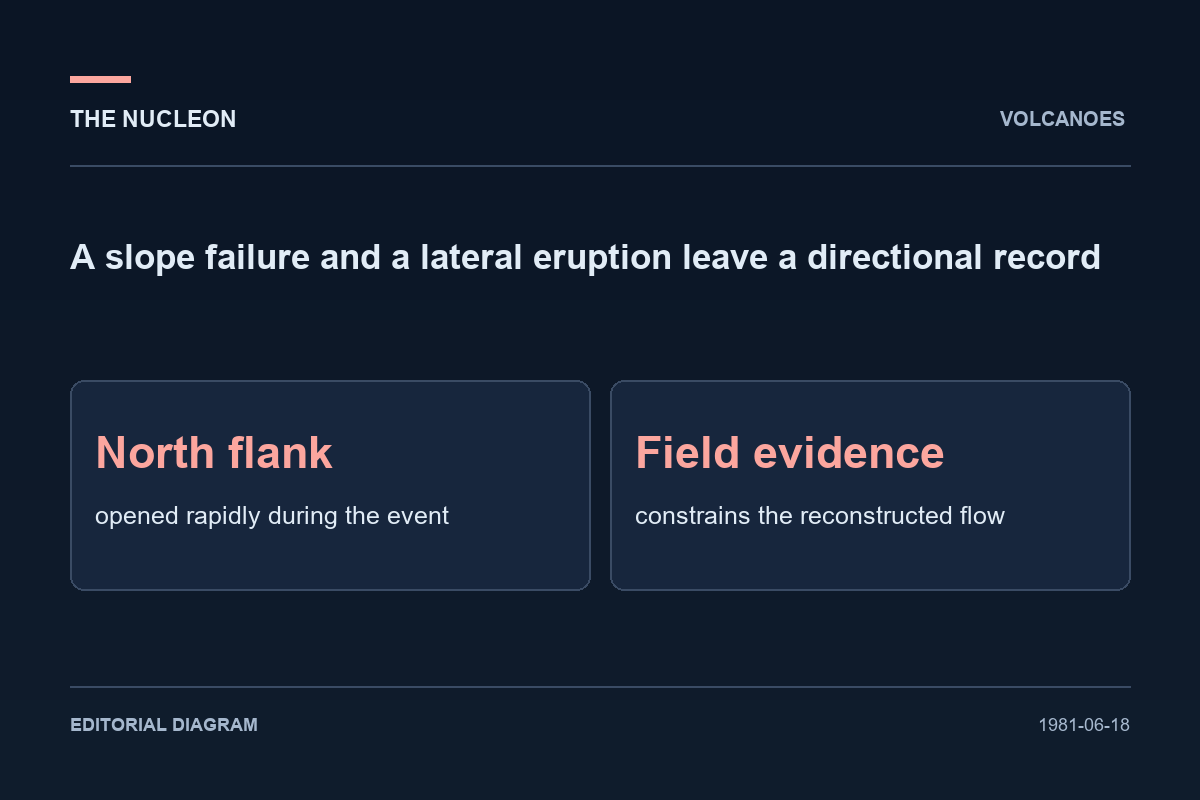 THE NUCLEON
VOLCANOES
A slope failure and a lateral eruption leave a directional record
North flank
opened rapidly during the event
Field evidence
constrains the reconstructed flow
EDITORIAL DIAGRAM
1981-06-18